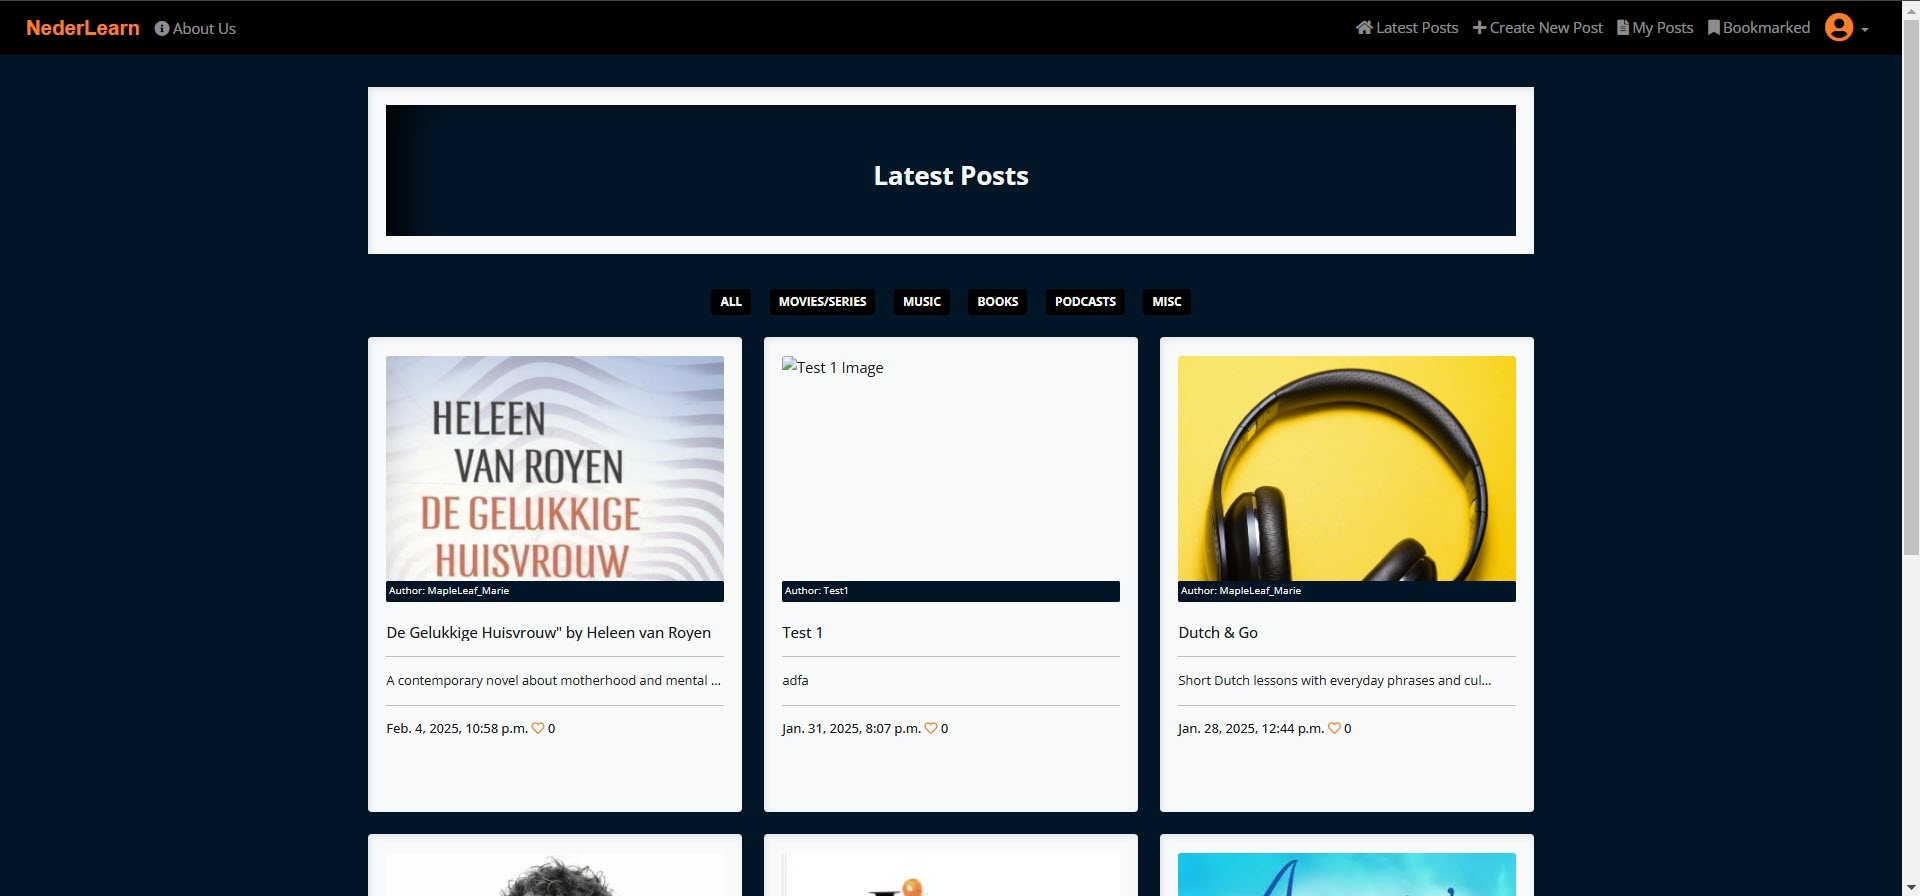 NederLearn About Us Latest Posts Create New Post My Posts Bookmarked
Latest Posts
ALL MOVIES/SERIES MUSIC BOOKS PODCASTS MISC
HELEEN
VAN ROYEN
DE GELUKKIGE
HUISVROUW
Author: MapleLeaf_Marie
De Gelukkige Huisvrouw" by Heleen van Royen
A contemporary novel about motherhood and mental ...
Feb. 4, 2025, 10:58 p.m. 0
Test 1 Image
Author: Test1
Test 1
adfa
Jan. 31, 2025, 8:07 p.m. 0
Author: MapleLeaf_Marie
Dutch & Go
Short Dutch lessons with everyday phrases and cul...
Jan. 28, 2025, 12:44 p.m. 0